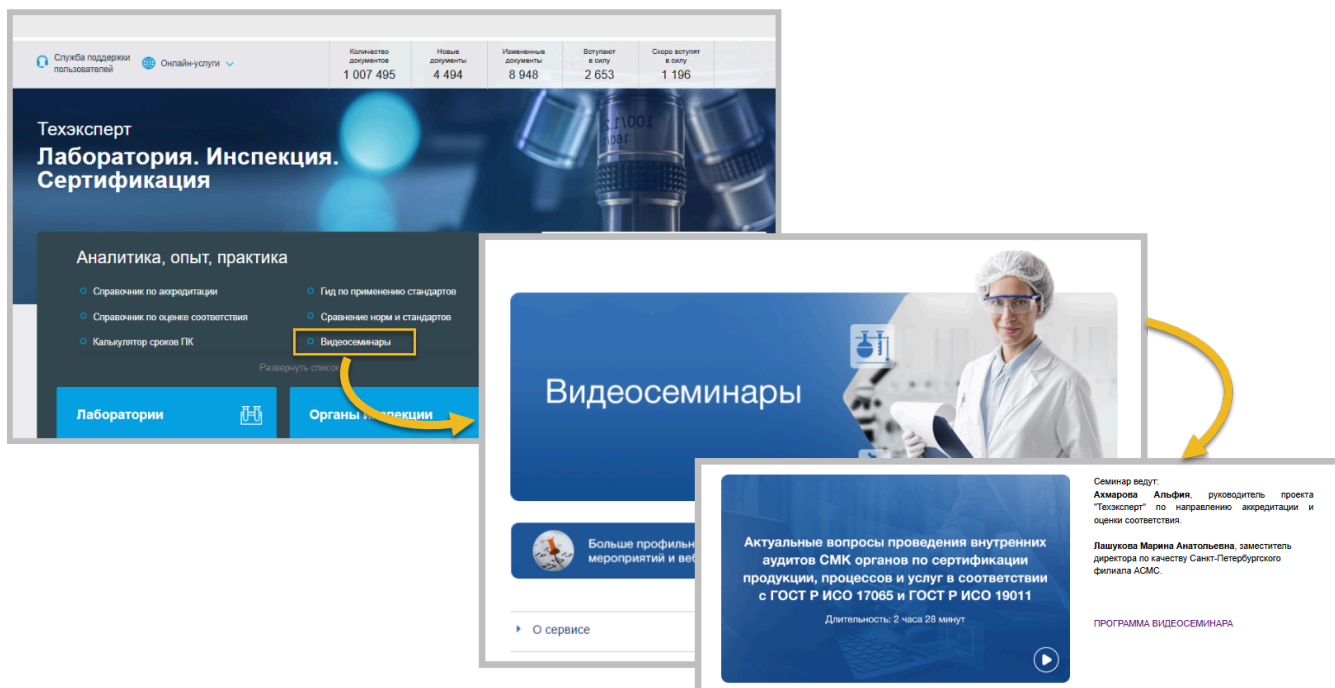 Служба поддержки
пользователей
Онлайн-услуги
Количество
документов
1 007 495
Новые
документы
4 494
Измененные
документы
8 948
Вступают
в силу
2 653
Скоро вступят
в силу
1 196
Техэксперт
Лаборатория. Инспекция.
Сертификация
Аналитика, опыт, практика
Справочник по аккредитации
Справочник по оценке соответствия
Калькулятор сроков ПК
Гид по применению стандартов
Сравнение норм и стандартов
Видеосеминары
Развернуть список
Лаборатории
Органы инспекции
Видеосеминары
Больше профильн
мероприятий и веб
О сервисе
Актуальные вопросы проведения внутренних
аудитов СМК органов по сертификации
продукции, процессов и услуг в соответствии
с ГОСТ Р ИСО 17065 и ГОСТ Р ИСО 19011
Длительность: 2 часа 28 минут
Семинар ведут:
Ахмарова Альфия, руководитель проекта
"Техэксперт" по направлению аккредитации и
оценки соответствия.
Лашукова Марина Анатольевна, заместитель
директора по качеству Санкт-Петербургского
филиала АСМС.
ПРОГРАММА ВИДЕОСЕМИНАРА